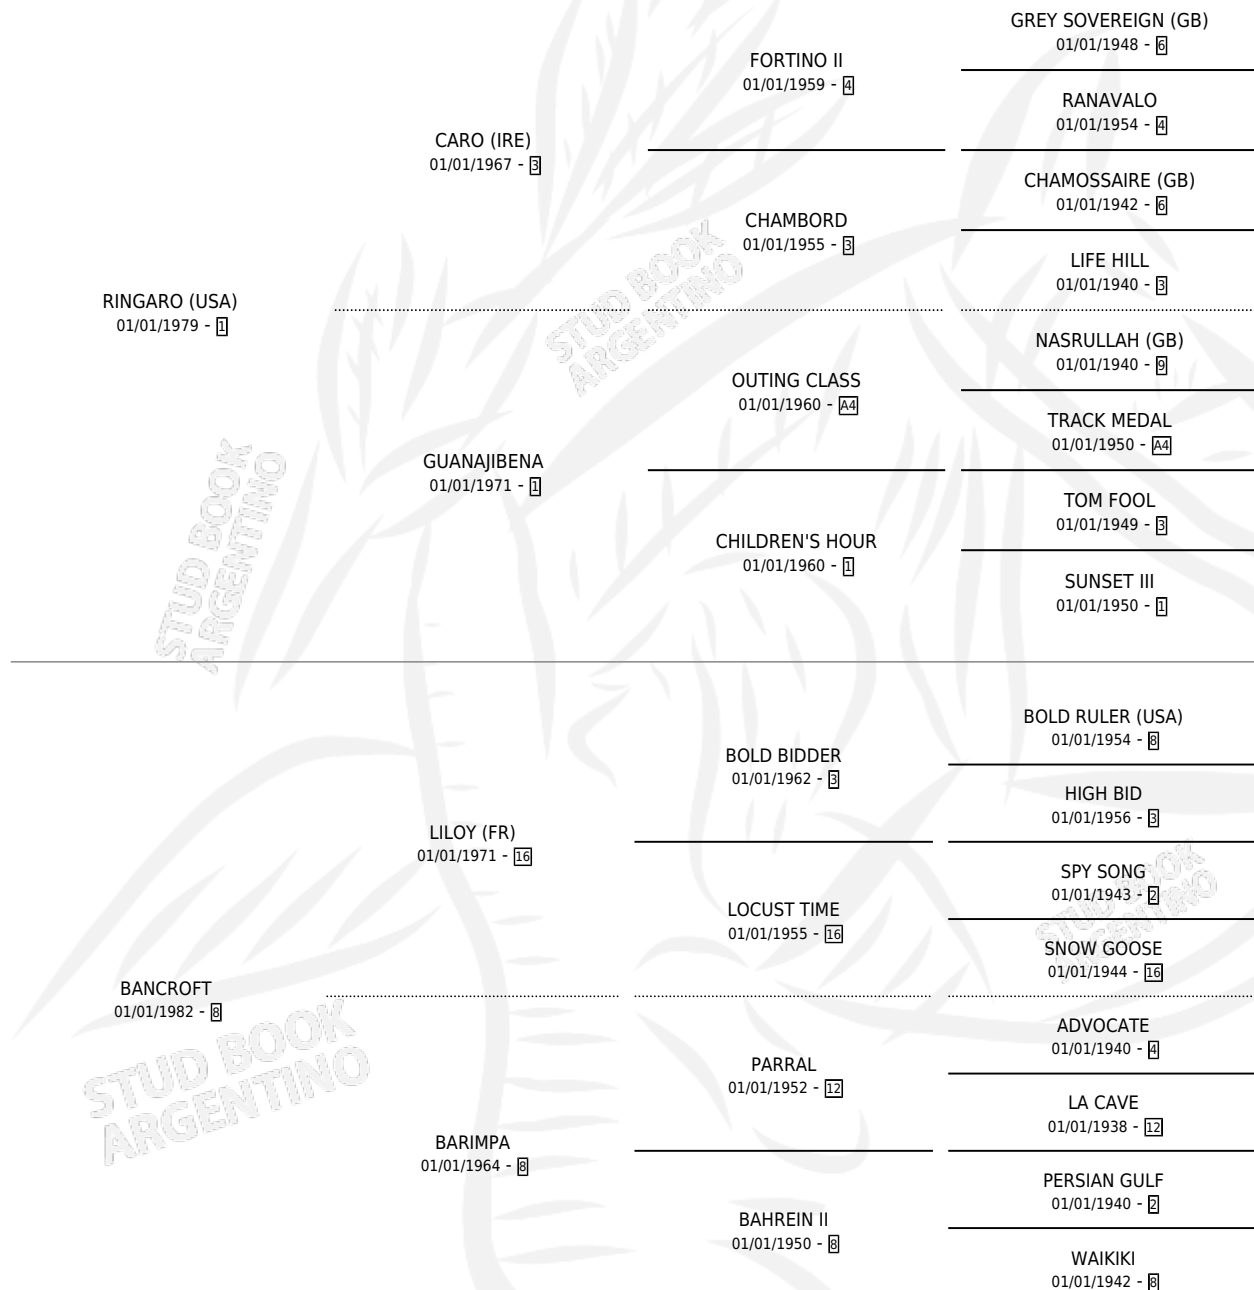 GREY SOVEREIGN (GB)
01/01/1948 - 6
FORTINO II
01/01/1959 - 4
RANAVALO
01/01/1954 - 4
CARO (IRE)
01/01/1967 - 3
CHAMOSSAIRE (GB)
01/01/1942 - 6
CHAMBORD
01/01/1955 - 3
LIFE HILL
01/01/1940 - 3
RINGARO (USA)
01/01/1979 - 1
STUD BOOK
ARGENTINO
NASRULLAH (GB)
01/01/1940 - 9
OUTING CLASS
01/01/1960 - A4
TRACK MEDAL
01/01/1950 - A4
GUANAJIBENA
01/01/1971 - 1
TOM FOOL
01/01/1949 - 3
CHILDREN'S HOUR
01/01/1960 - 1
SUNSET III
01/01/1950 - 1
STUD BOOK
ARGENTINO
BOLD RULER (USA)
01/01/1954 - 8
BOLD BIDDER
01/01/1962 - 3
HIGH BID
01/01/1956 - 3
LILOY (FR)
01/01/1971 - 16
SPY SONG
01/01/1943 - 2
LOCUST TIME
01/01/1955 - 16
SNOW GOOSE
01/01/1944 - 16
STUD BOOK
ARGENTINO
BANCROFT
01/01/1982 - 8
ADVOCATE
01/01/1940 - 4
PARRAL
01/01/1952 - 12
LA CAVE
01/01/1938 - 12
STUD BOOK
ARGENTINO
BARIMPA
01/01/1964 - 8
PERSIAN GULF
01/01/1940 - 2
BAHREIN II
01/01/1950 - 8
WAIKIKI
01/01/1942 - 8